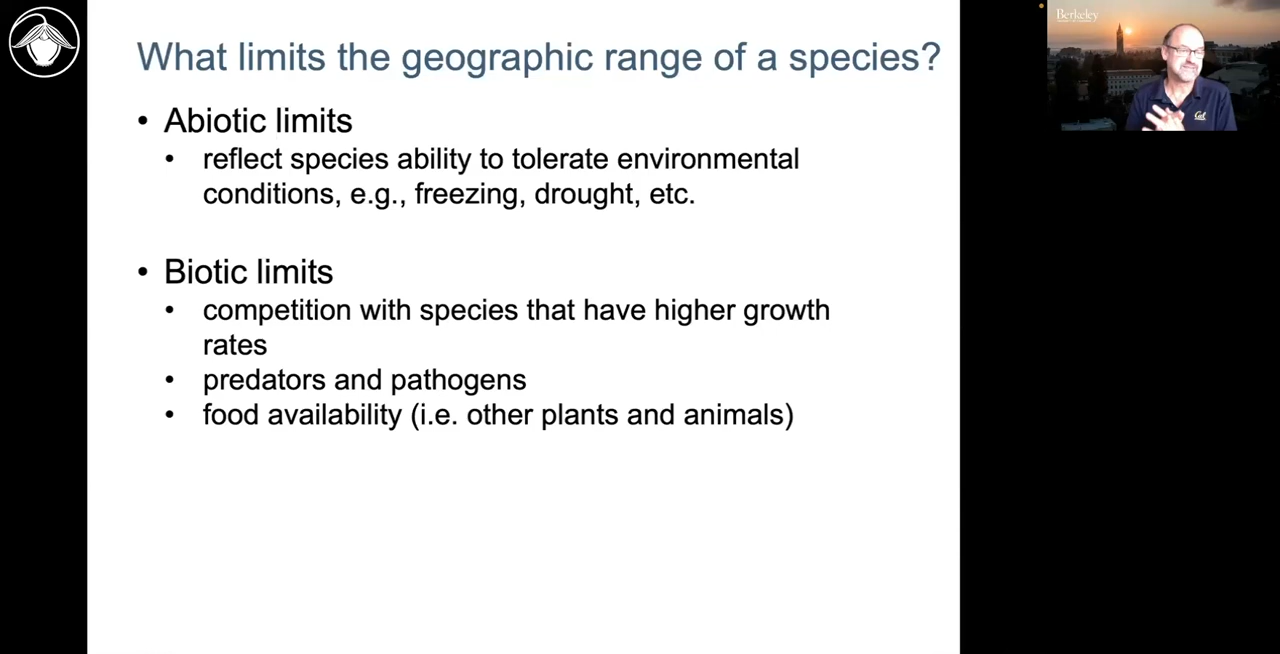 What limits the geographic range of a species?
• Abiotic limits
• reflect species ability to tolerate environmental
conditions, e.g., freezing, drought, etc.
• Biotic limits
• competition with species that have higher growth
rates
• predators and pathogens
• food availability (i.e. other plants and animals)
Berkeley
Cal